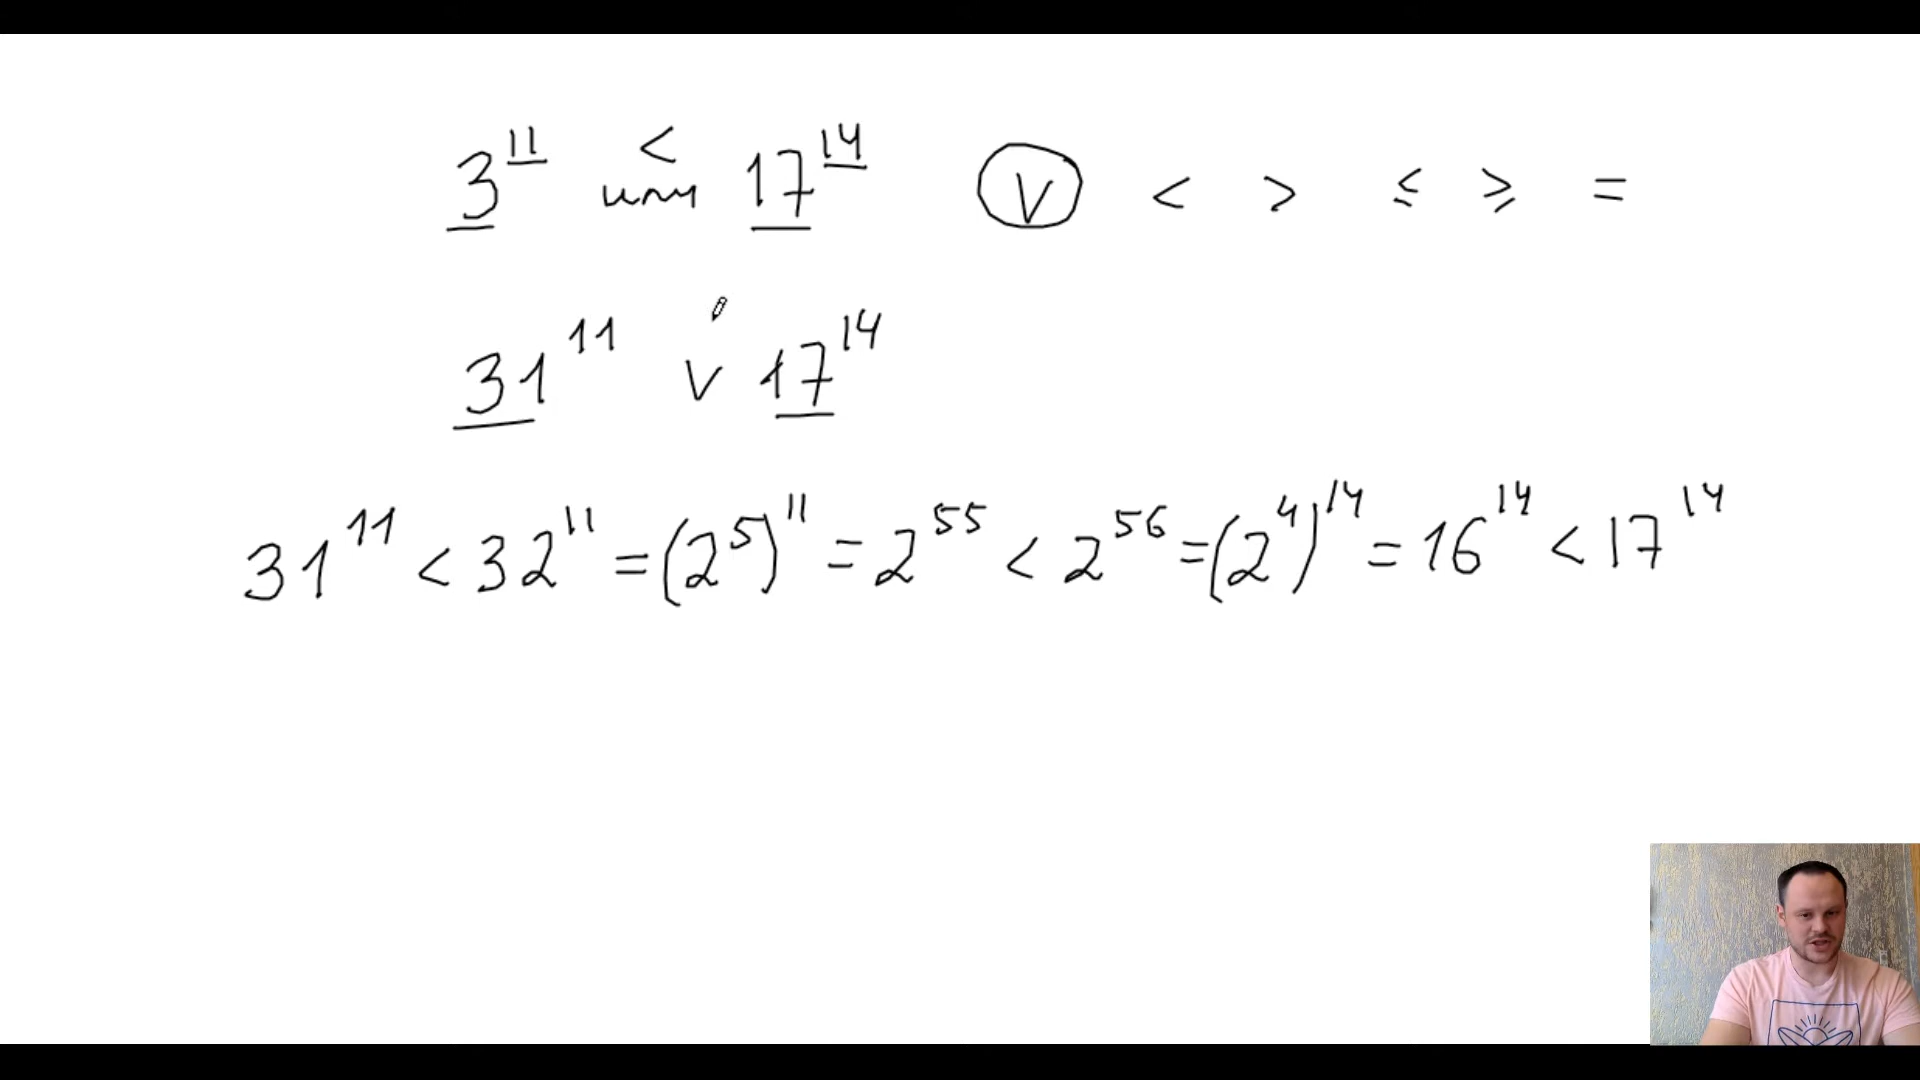 3^11 < или 17^14 V < > ≤ ≥ =
31^11 V 17^14
31^11 < 32^11 = (2^5)^11 = 2^55 < 2^56 = (2^4)^14 = 16^14 < 17^14